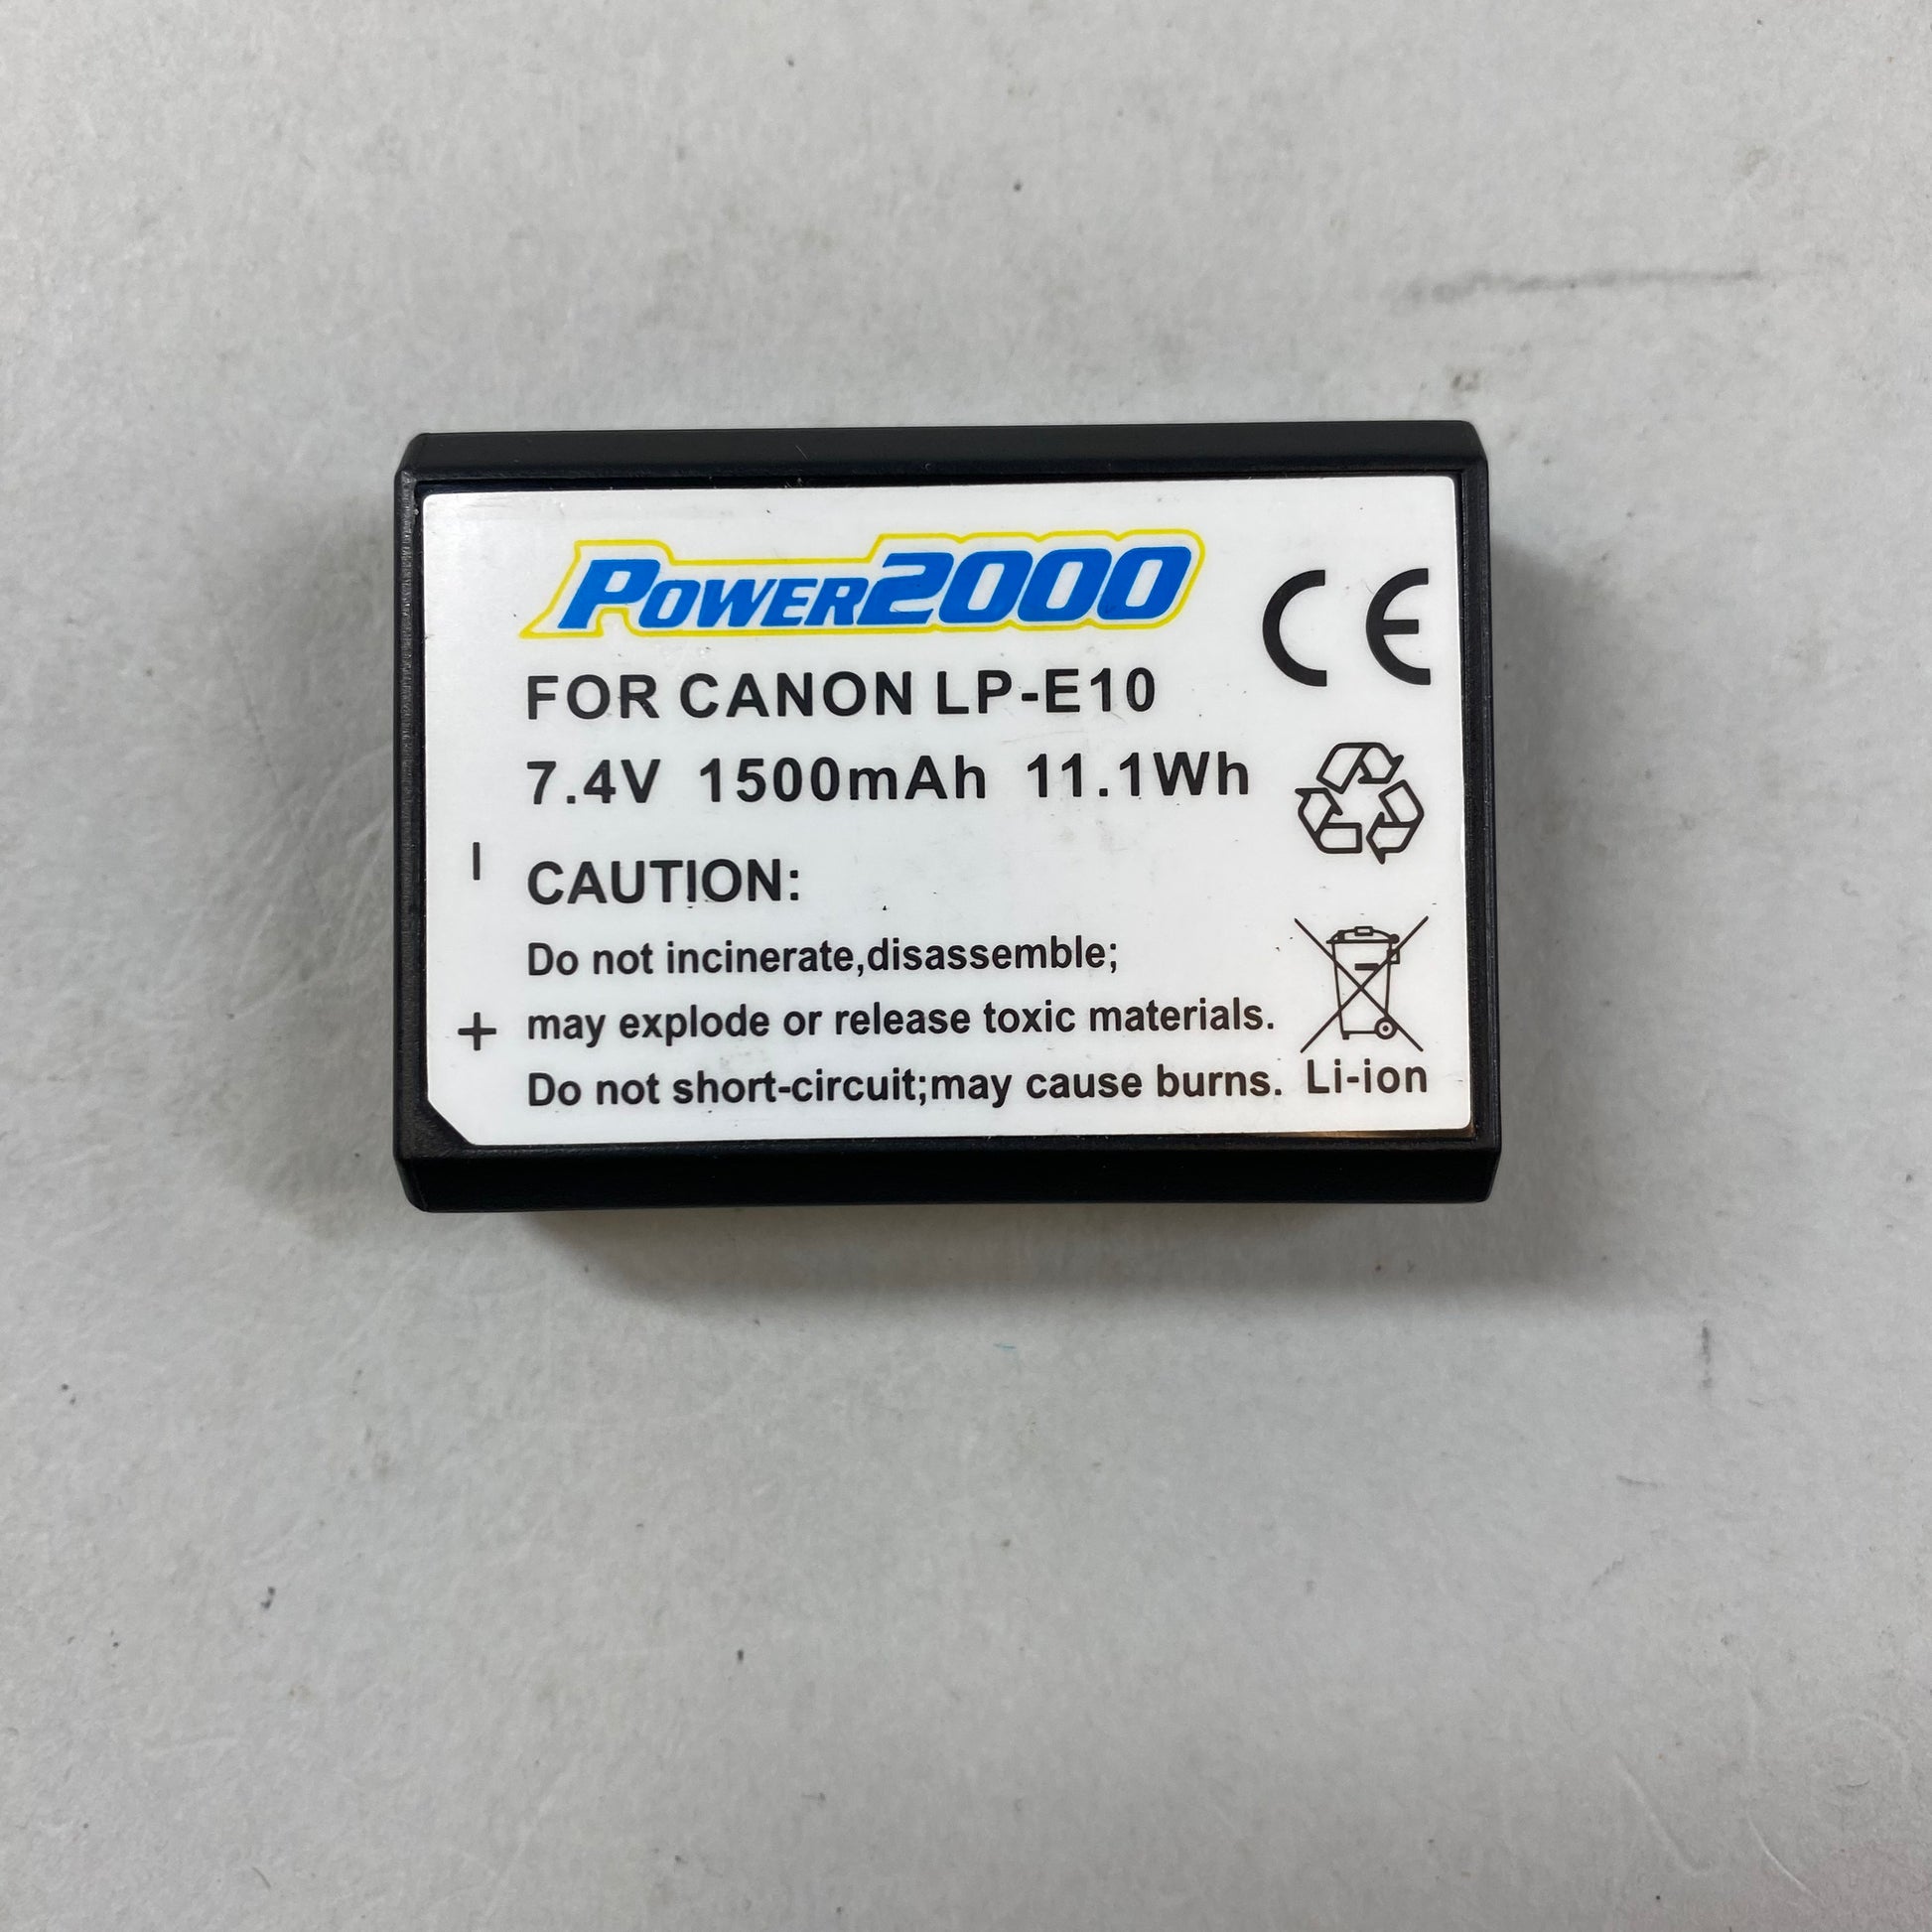 POWER2000
CE
FOR CANON LP-E10
7.4V 1500mAh 11.1Wh
– CAUTION:
Do not incinerate,disassemble;
+ may explode or release toxic materials.
Do not short-circuit;may cause burns. Li-ion